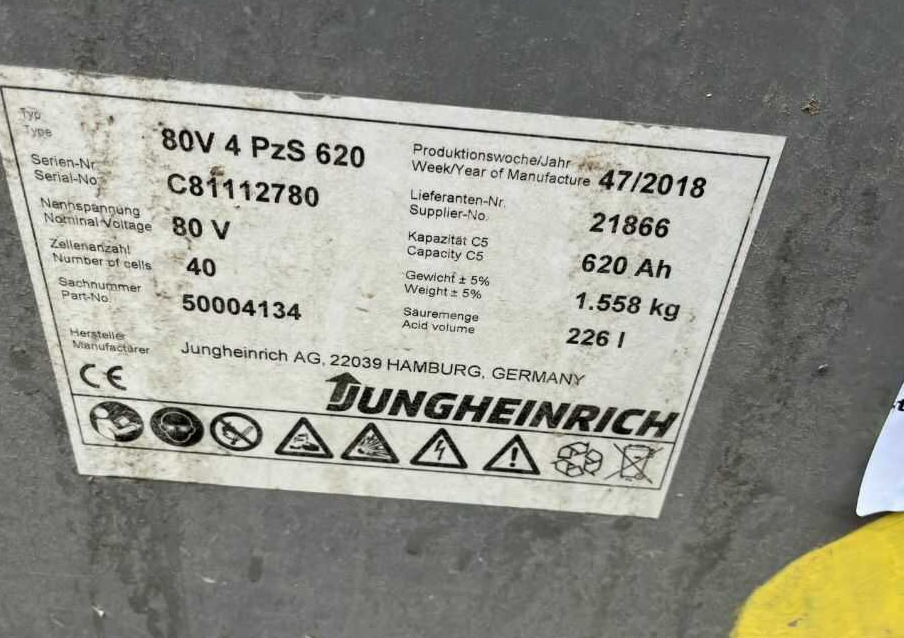 Typ
Type
80V 4 PzS 620
Serien-Nr.
Serial-No.
C81112780
Nennspannung
Nominal Voltage
80 V
Zellenanzahl
Number of cells
40
Sachnummer
Part-No.
50004134
Hersteller
Manufacturer
Jungheinrich AG, 22039 HAMBURG, GERMANY
Produktionswoche/Jahr
Week/Year of Manufacture
47/2018
Lieferanten-Nr.
Supplier-No.
21866
Kapazität C5
Capacity C5
620 Ah
Gewicht ± 5%
Weight ± 5%
1.558 kg
Säuremenge
Acid volume
226 l
CE
JUNGHEINRICH